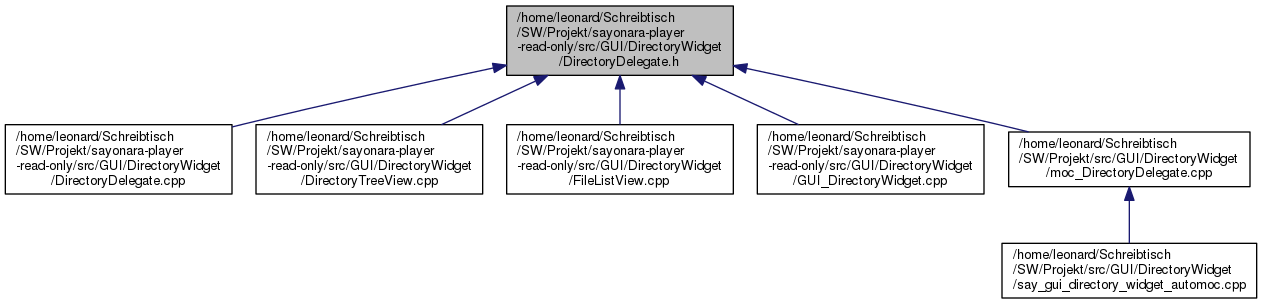 /home/leonard/Schreibtisch
/SW/Projekt/sayonara-player
-read-only/src/GUI/DirectoryWidget
/DirectoryDelegate.h
/home/leonard/Schreibtisch
/SW/Projekt/sayonara-player
-read-only/src/GUI/DirectoryWidget
/DirectoryDelegate.cpp
/home/leonard/Schreibtisch
/SW/Projekt/sayonara-player
-read-only/src/GUI/DirectoryWidget
/DirectoryTreeView.cpp
/home/leonard/Schreibtisch
/SW/Projekt/sayonara-player
-read-only/src/GUI/DirectoryWidget
/FileListView.cpp
/home/leonard/Schreibtisch
/SW/Projekt/sayonara-player
-read-only/src/GUI/DirectoryWidget
/GUI_DirectoryWidget.cpp
/home/leonard/Schreibtisch
/SW/Projekt/src/GUI/DirectoryWidget
/moc_DirectoryDelegate.cpp
/home/leonard/Schreibtisch
/SW/Projekt/src/GUI/DirectoryWidget
/say_gui_directory_widget_automoc.cpp